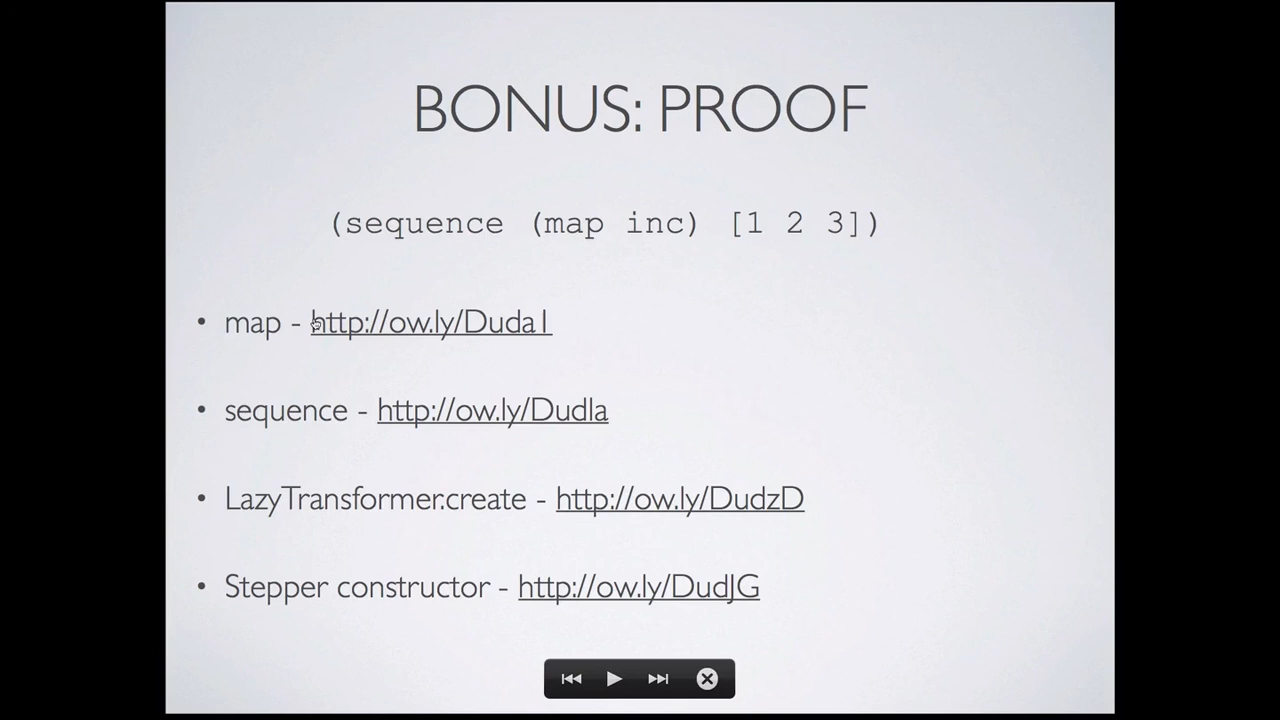 BONUS: PROOF
(sequence (map inc) [1 2 3])
• map - http://ow.ly/Duda1
• sequence - http://ow.ly/Dudla
• LazyTransformer.create - http://ow.ly/DudzD
• Stepper constructor - http://ow.ly/DudJG